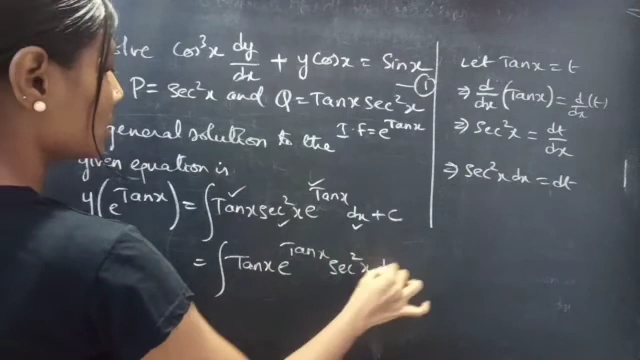 lve cos³x dy/dx + y cosx = sinx —①
P = sec²x and Q = Tanx sec²x
general solution to the I.f = e^Tanx
given equation is
y(e^Tanx) = ∫Tanx sec²x e^Tanx dx + C
= ∫Tanx e^Tanx sec²x d
Let Tanx = t
⇒ d/dx (Tanx) = d/dx (t)
⇒ sec²x = dt/dx
⇒ sec²x dx = dt